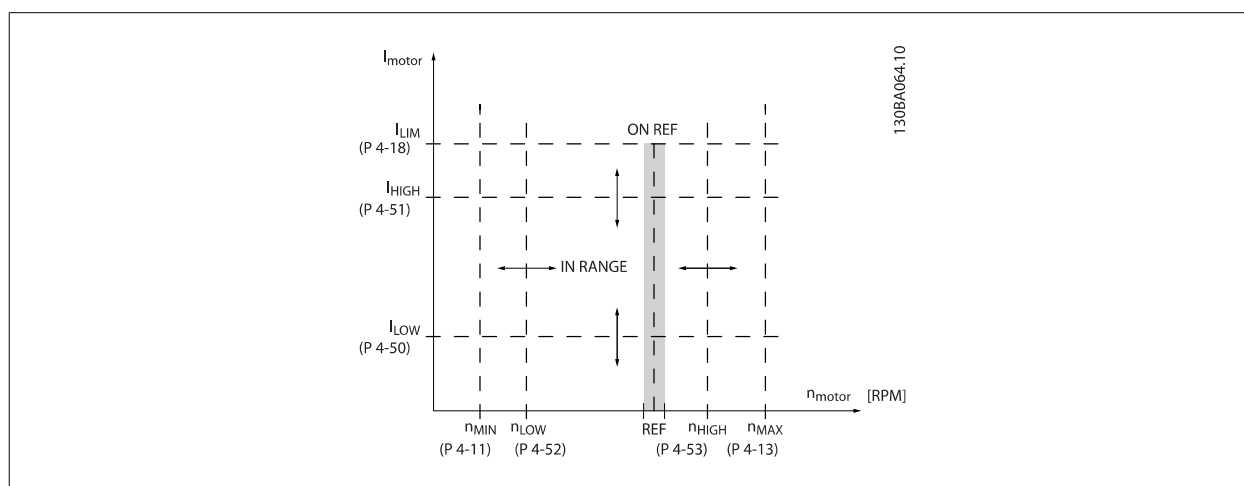 Imotor
130BA064.10
ILIM
(P 4-18)
ON REF
IHIGH
(P 4-51)
IN RANGE
ILOW
(P 4-50)
nmotor [RPM]
nMIN nLOW REF nHIGH nMAX
(P 4-11) (P 4-52) (P 4-53) (P 4-13)